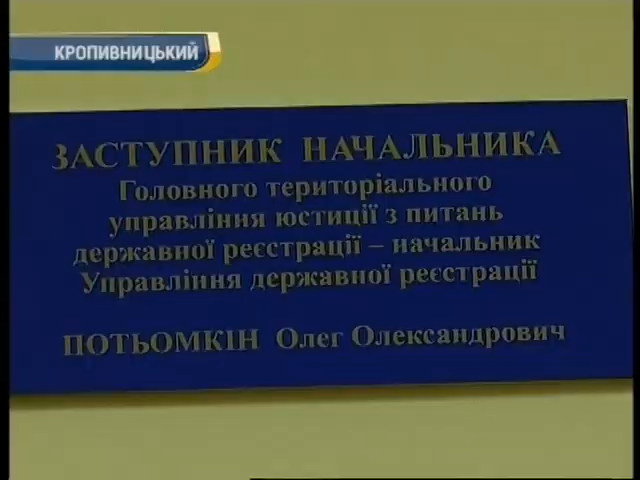 КРОПИВНИЦЬКИЙ
ЗАСТУПНИК НАЧАЛЬНИКА
Головного територіального
управління юстиції з питань
державної реєстрації – начальник
Управління державної реєстрації
ПОТЬОМКІН Олег Олександрович